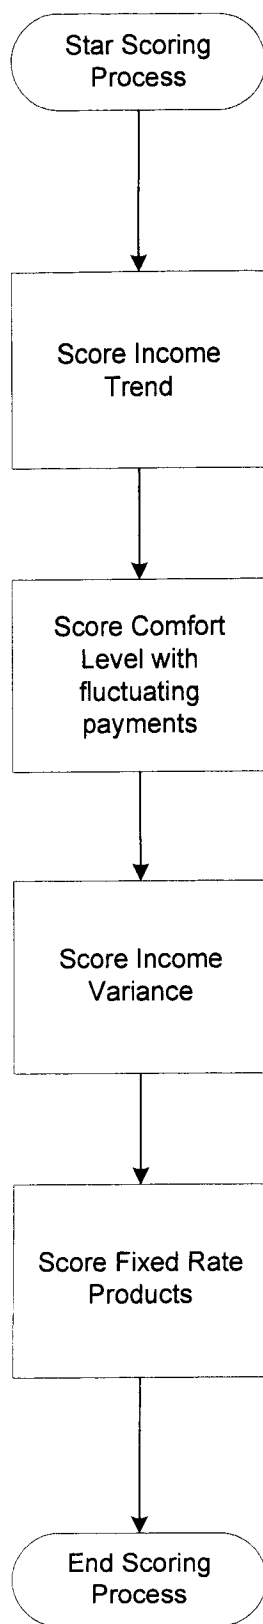 Star Scoring
Process
Score Income
Trend
Score Comfort
Level with
fluctuating
payments
Score Income
Variance
Score Fixed Rate
Products
End Scoring
Process